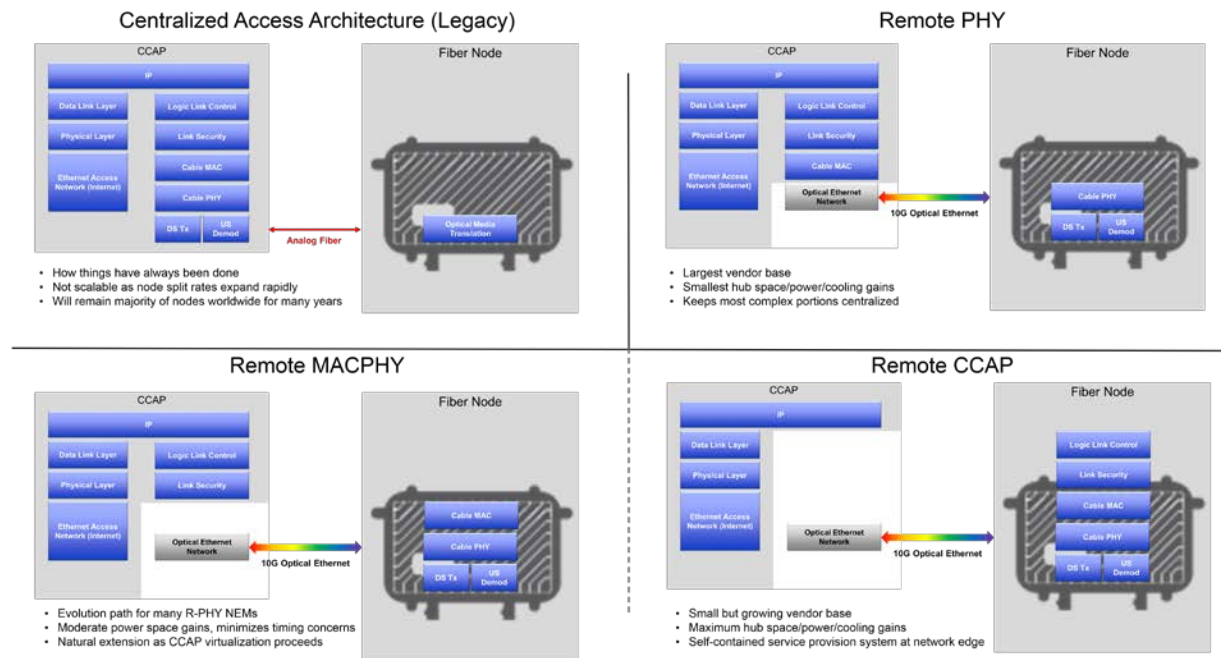 Centralized Access Architecture (Legacy)
CCAP
IP
Data Link Layer
Logic Link Control
Physical Layer
Link Security
Ethernet Access
Network (Internet)
Cable MAC
Cable PHY
DS Tx
US
Demod
Analog Fiber
Fiber Node
Optical Media
Translation
• How things have always been done
• Not scalable as node split rates expand rapidly
• Will remain majority of nodes worldwide for many years
Remote PHY
CCAP
IP
Data Link Layer
Logic Link Control
Physical Layer
Link Security
Ethernet Access
Network (Internet)
Cable MAC
Optical Ethernet
Network
10G Optical Ethernet
Fiber Node
Cable PHY
DS Tx
US
Demod
• Largest vendor base
• Smallest hub space/power/cooling gains
• Keeps most complex portions centralized
Remote MACPHY
CCAP
IP
Data Link Layer
Logic Link Control
Physical Layer
Link Security
Ethernet Access
Network (Internet)
Optical Ethernet
Network
10G Optical Ethernet
Fiber Node
Cable MAC
Cable PHY
DS Tx
US
Demod
• Evolution path for many R-PHY NEMs
• Moderate power space gains, minimizes timing concerns
• Natural extension as CCAP virtualization proceeds
Remote CCAP
CCAP
IP
Data Link Layer
Physical Layer
Ethernet Access
Network (Internet)
Optical Ethernet
Network
10G Optical Ethernet
Fiber Node
Logic Link Control
Link Security
Cable MAC
Cable PHY
DS Tx
US
Demod
• Small but growing vendor base
• Maximum hub space/power/cooling gains
• Self-contained service provision system at network edge